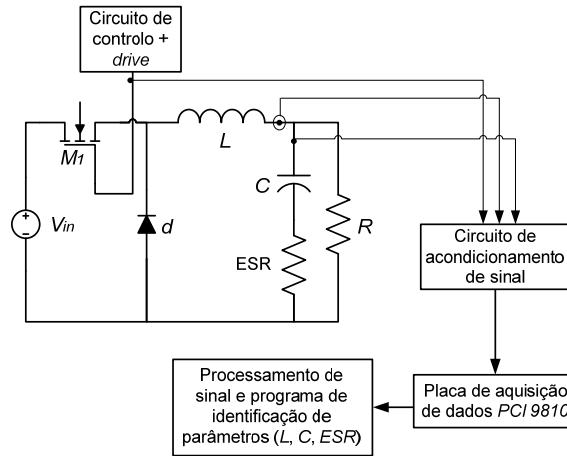 Circuito de
controlo +
drive
M1
L
C
Vin
d
R
ESR
Circuito de
acondicionamento
de sinal
Processamento de
sinal e programa de
identificação de
parâmetros (L, C, ESR)
Placa de aquisição
de dados PCI 9810